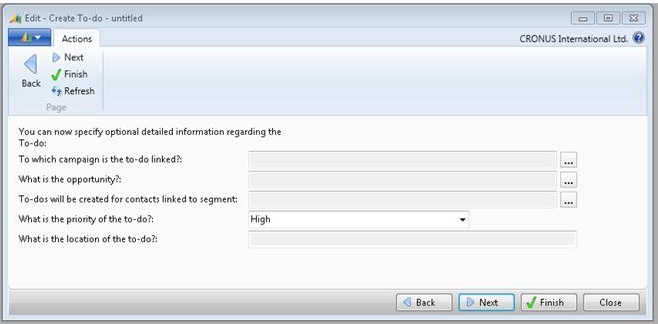 Edit - Create To-do - untitled
Actions
CRONUS International Ltd.
Back
Next
Finish
Refresh
Page
You can now specify optional detailed information regarding the
To-do:
To which campaign is the to-do linked?:
...
What is the opportunity?:
...
To-dos will be created for contacts linked to segment:
...
What is the priority of the to-do?:
High
What is the location of the to-do?:
Back
Next
Finish
Close